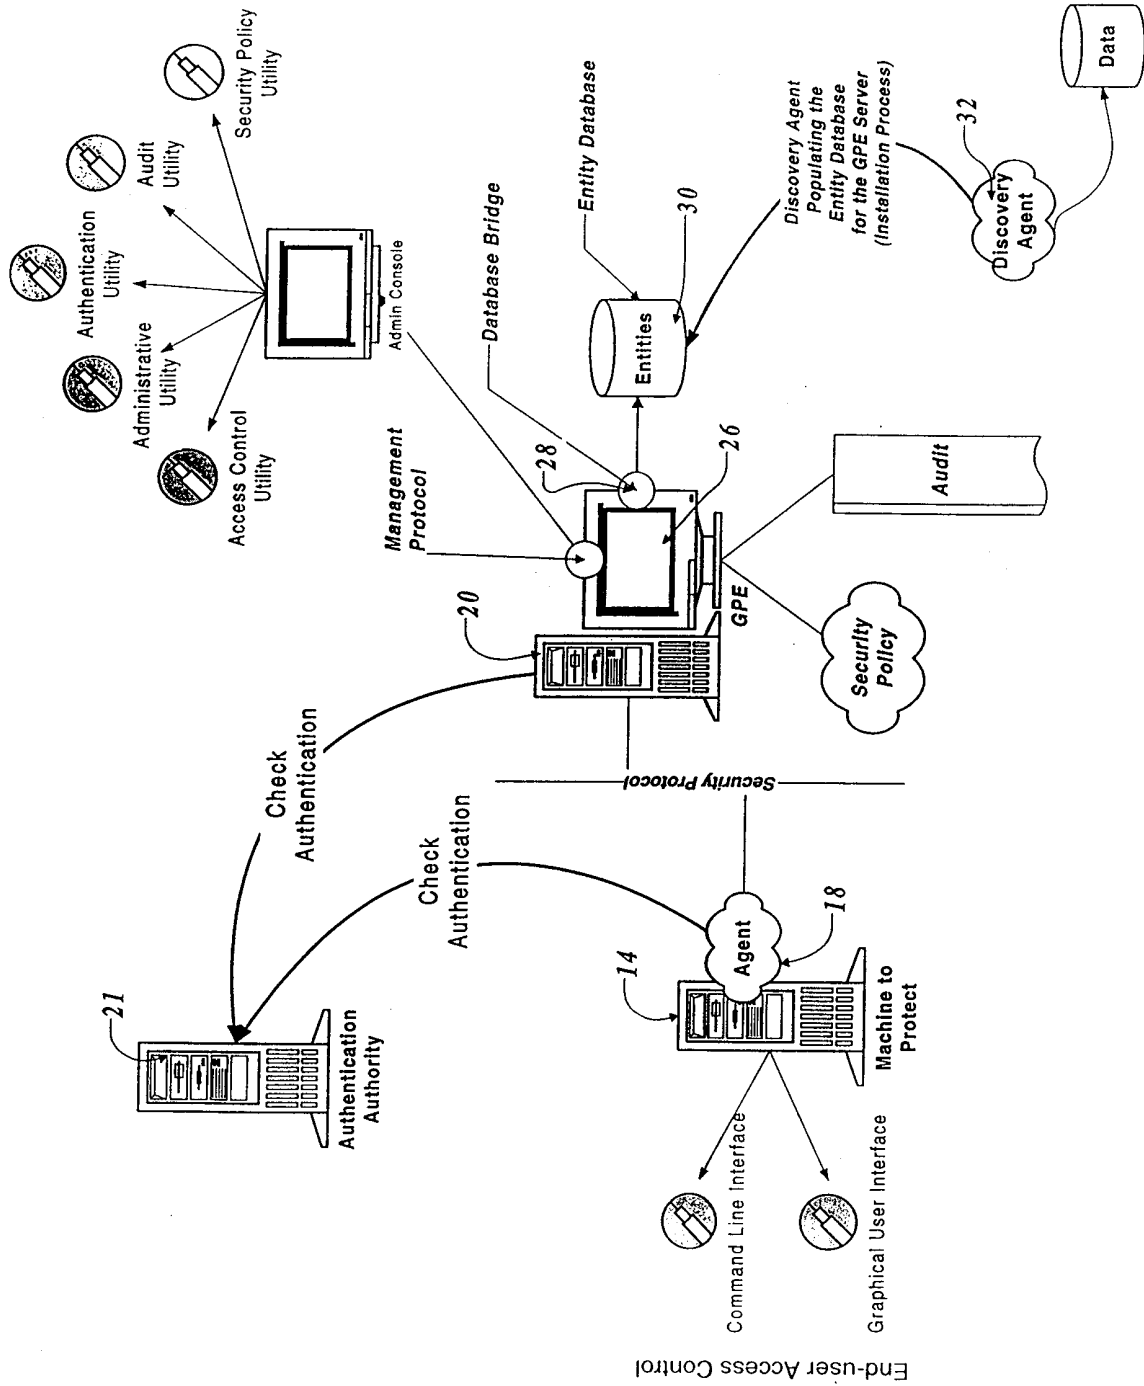 Access Control
Utility
Administrative
Utility
Authentication
Utility
Audit
Utility
Security Policy
Utility
Admin Console
Management
Protocol
Database Bridge
Entity Database
28
26
30
Entities
Discovery Agent
Populating the
Entity Database
for the GPE Server
(Installation Process)
32
Discovery
Agent
Data
Audit
Security
Policy
GPE
20
Check
Authentication
Check
Authentication
Security Protocol
21
Authentication
Authority
14
Agent
18
Machine to
Protect
Command Line Interface
Graphical User Interface
End-user Access Control